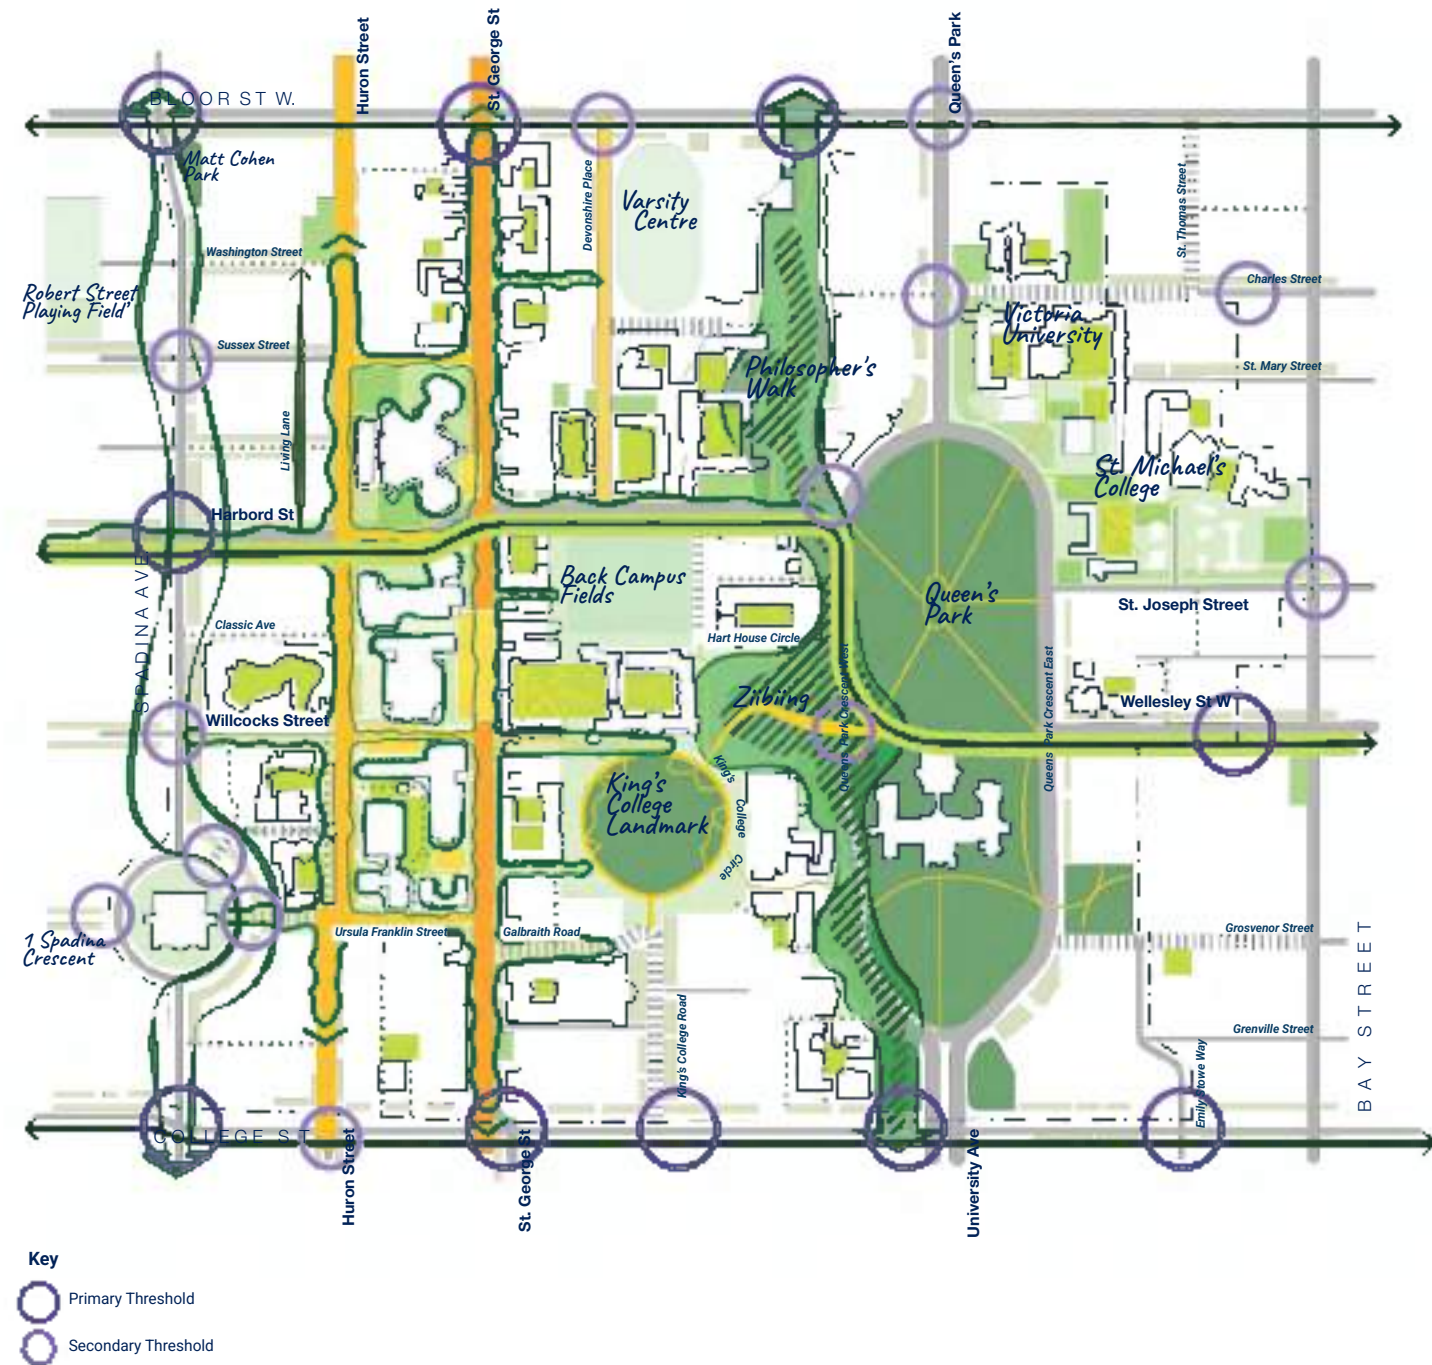 Huron Street
St. George St
Queen's Park
BLOOR ST W.
Matt Cohen
Park
Devonshire Place
Varsity
Centre
St. Thomas Street
Washington Street
Charles Street
Robert Street
Playing Field'
Victoria
University
Sussex Street
Philosopher's
Walk
St. Mary Street
Living Lane
St. Michael's
College
Harbord St
SPADINA AVE
Back Campus
Fields
Queen's
Park
St. Joseph Street
Classic Ave
Hart House Circle
Queens Park Crescent West
Queens Park Crescent East
Ziibiing
Wellesley St W
Willcocks Street
King's
College
Circle
King's
College
Landmark
1 Spadina
Crescent
Ursula Franklin Street
Galbraith Road
Grosvenor Street
BAY STREET
King's College Road
Grenville Street
Emily Stowe Way
COLLEGE ST
Huron Street
St. George St
University Ave
Key
Primary Threshold
Secondary Threshold